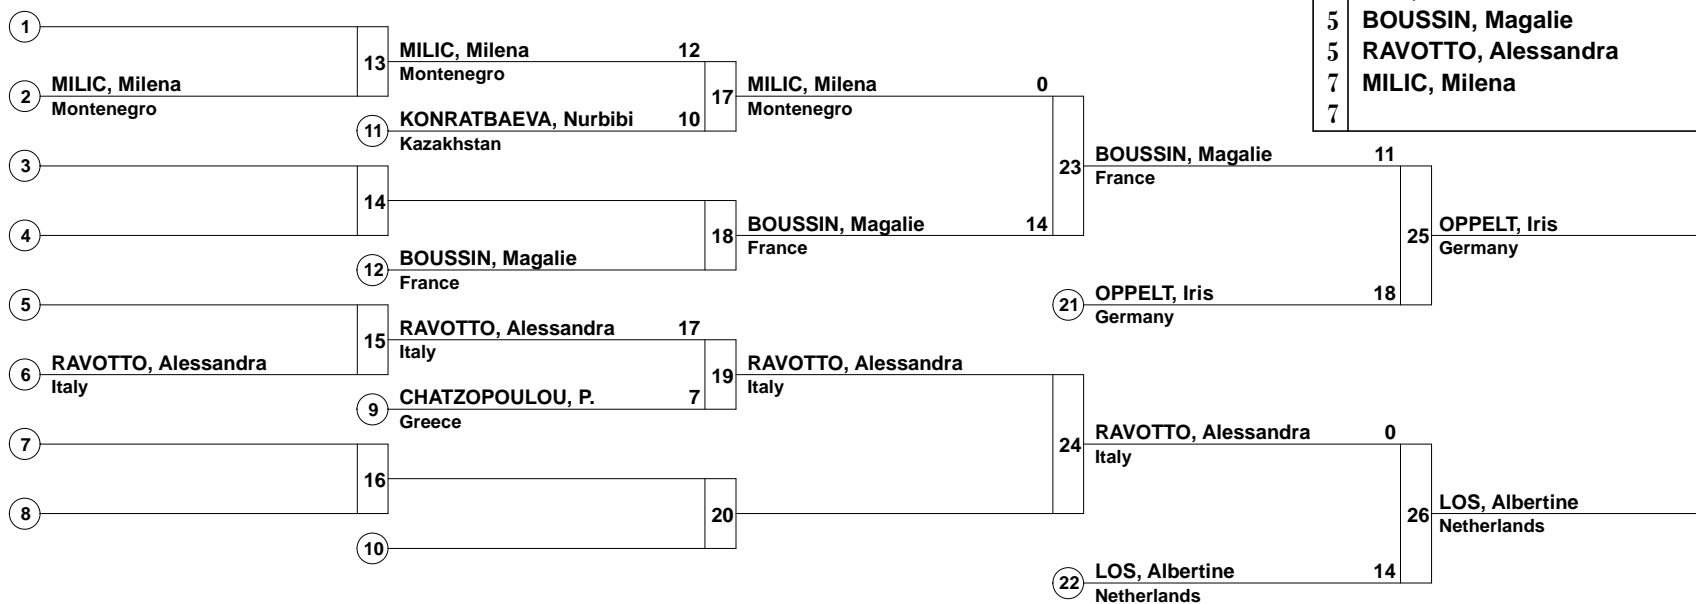 1
13
MILIC, Milena 12
Montenegro
2
MILIC, Milena
Montenegro
17
MILIC, Milena 0
Montenegro
11
KONRATBAEVA, Nurbibi 10
Kazakhstan
3
14
4
23
BOUSSIN, Magalie 11
France
18
BOUSSIN, Magalie 14
France
12
BOUSSIN, Magalie
France
25
OPPELT, Iris
Germany
21
OPPELT, Iris 18
Germany
5
15
RAVOTTO, Alessandra 17
Italy
6
RAVOTTO, Alessandra
Italy
19
RAVOTTO, Alessandra
Italy
9
CHATZOPOULOU, P. 7
Greece
7
16
8
24
RAVOTTO, Alessandra 0
Italy
20
10
26
LOS, Albertine
Netherlands
22
LOS, Albertine 14
Netherlands
5 BOUSSIN, Magalie
5 RAVOTTO, Alessandra
7 MILIC, Milena
7